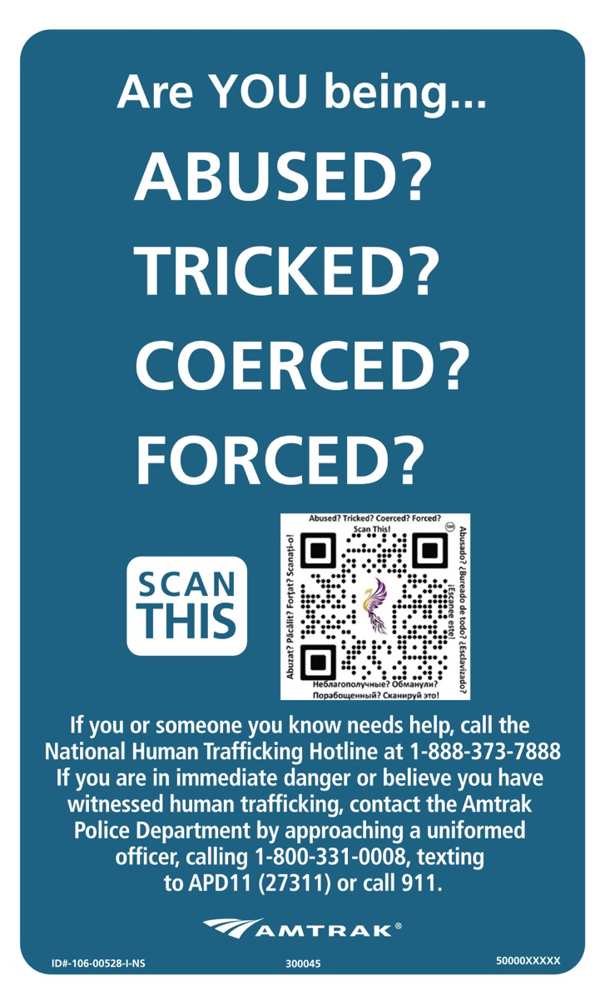 Are YOU being...
ABUSED?
TRICKED?
COERCED?
FORCED?
Abused? Tricked? Coerced? Forced?
Scan This!
SM
Abuzat? Păcălit? Forțat? Scanați-o!
Abusado? ¿Bureado de todo? ¿Esclavizado?
¡Escanee este!
Неблагополучные? Обманули?
Порабощенный? Сканируй это!
SCAN
THIS
If you or someone you know needs help, call the
National Human Trafficking Hotline at 1-888-373-7888
If you are in immediate danger or believe you have
witnessed human trafficking, contact the Amtrak
Police Department by approaching a uniformed
officer, calling 1-800-331-0008, texting
to APD11 (27311) or call 911.
AMTRAK®
ID#-106-00528-I-NS
300045
50000XXXXX